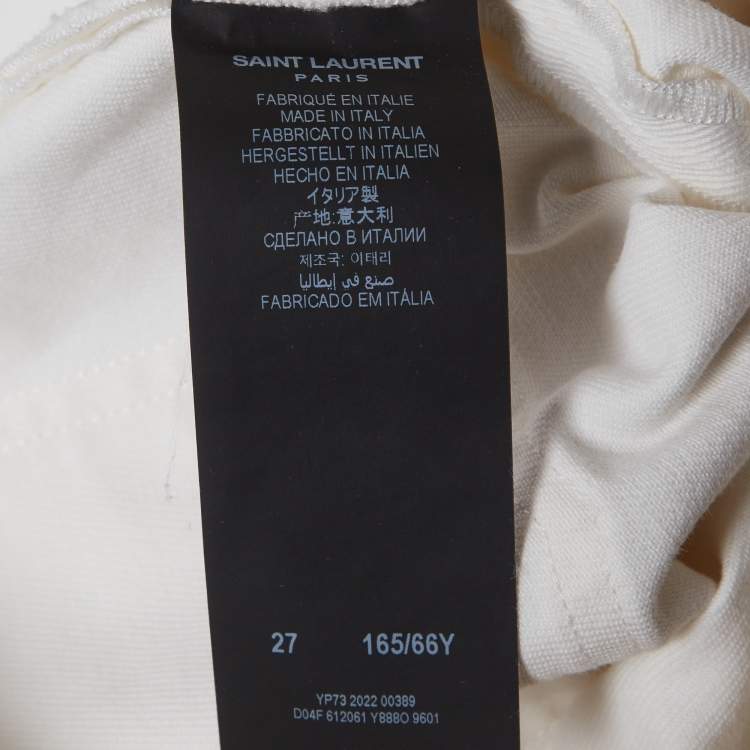 SAINT LAURENT
PARIS
FABRIQUÉ EN ITALIE
MADE IN ITALY
FABBRICATO IN ITALIA
HERGESTELLT IN ITALIEN
HECHO EN ITALIA
イタリア製
产地:意大利
СДЕЛАНО В ИТАЛИИ
제조국: 이태리
صنع في إيطاليا
FABRICADO EM ITÁLIA
27 165/66Y
YP73 2022 00389
D04F 612061 Y888O 9601